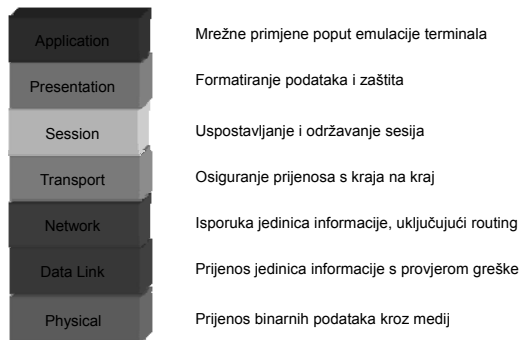 Application
Mrežne primjene poput emulacije terminala
Presentation
Formatiranje podataka i zaštita
Session
Uspostavljanje i održavanje sesija
Transport
Osiguranje prijenosa s kraja na kraj
Network
Isporuka jedinica informacije, uključujući routing
Data Link
Prijenos jedinica informacije s provjerom greške
Physical
Prijenos binarnih podataka kroz medij